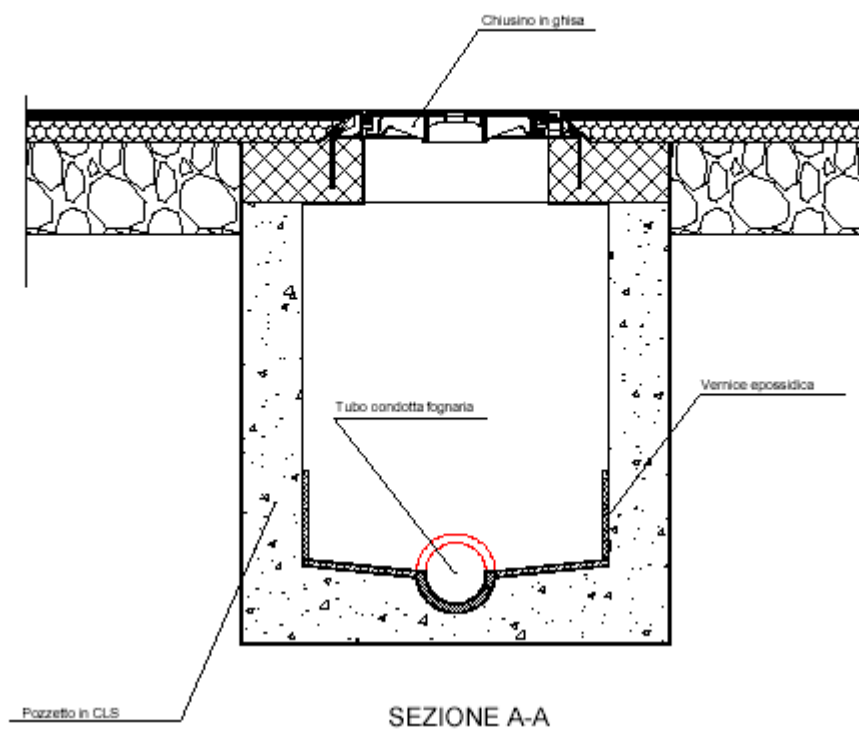 Chiusino in ghisa
Vernice epossidica
Tubo condotta fognaria
Pozzetto in CLS
SEZIONE A-A